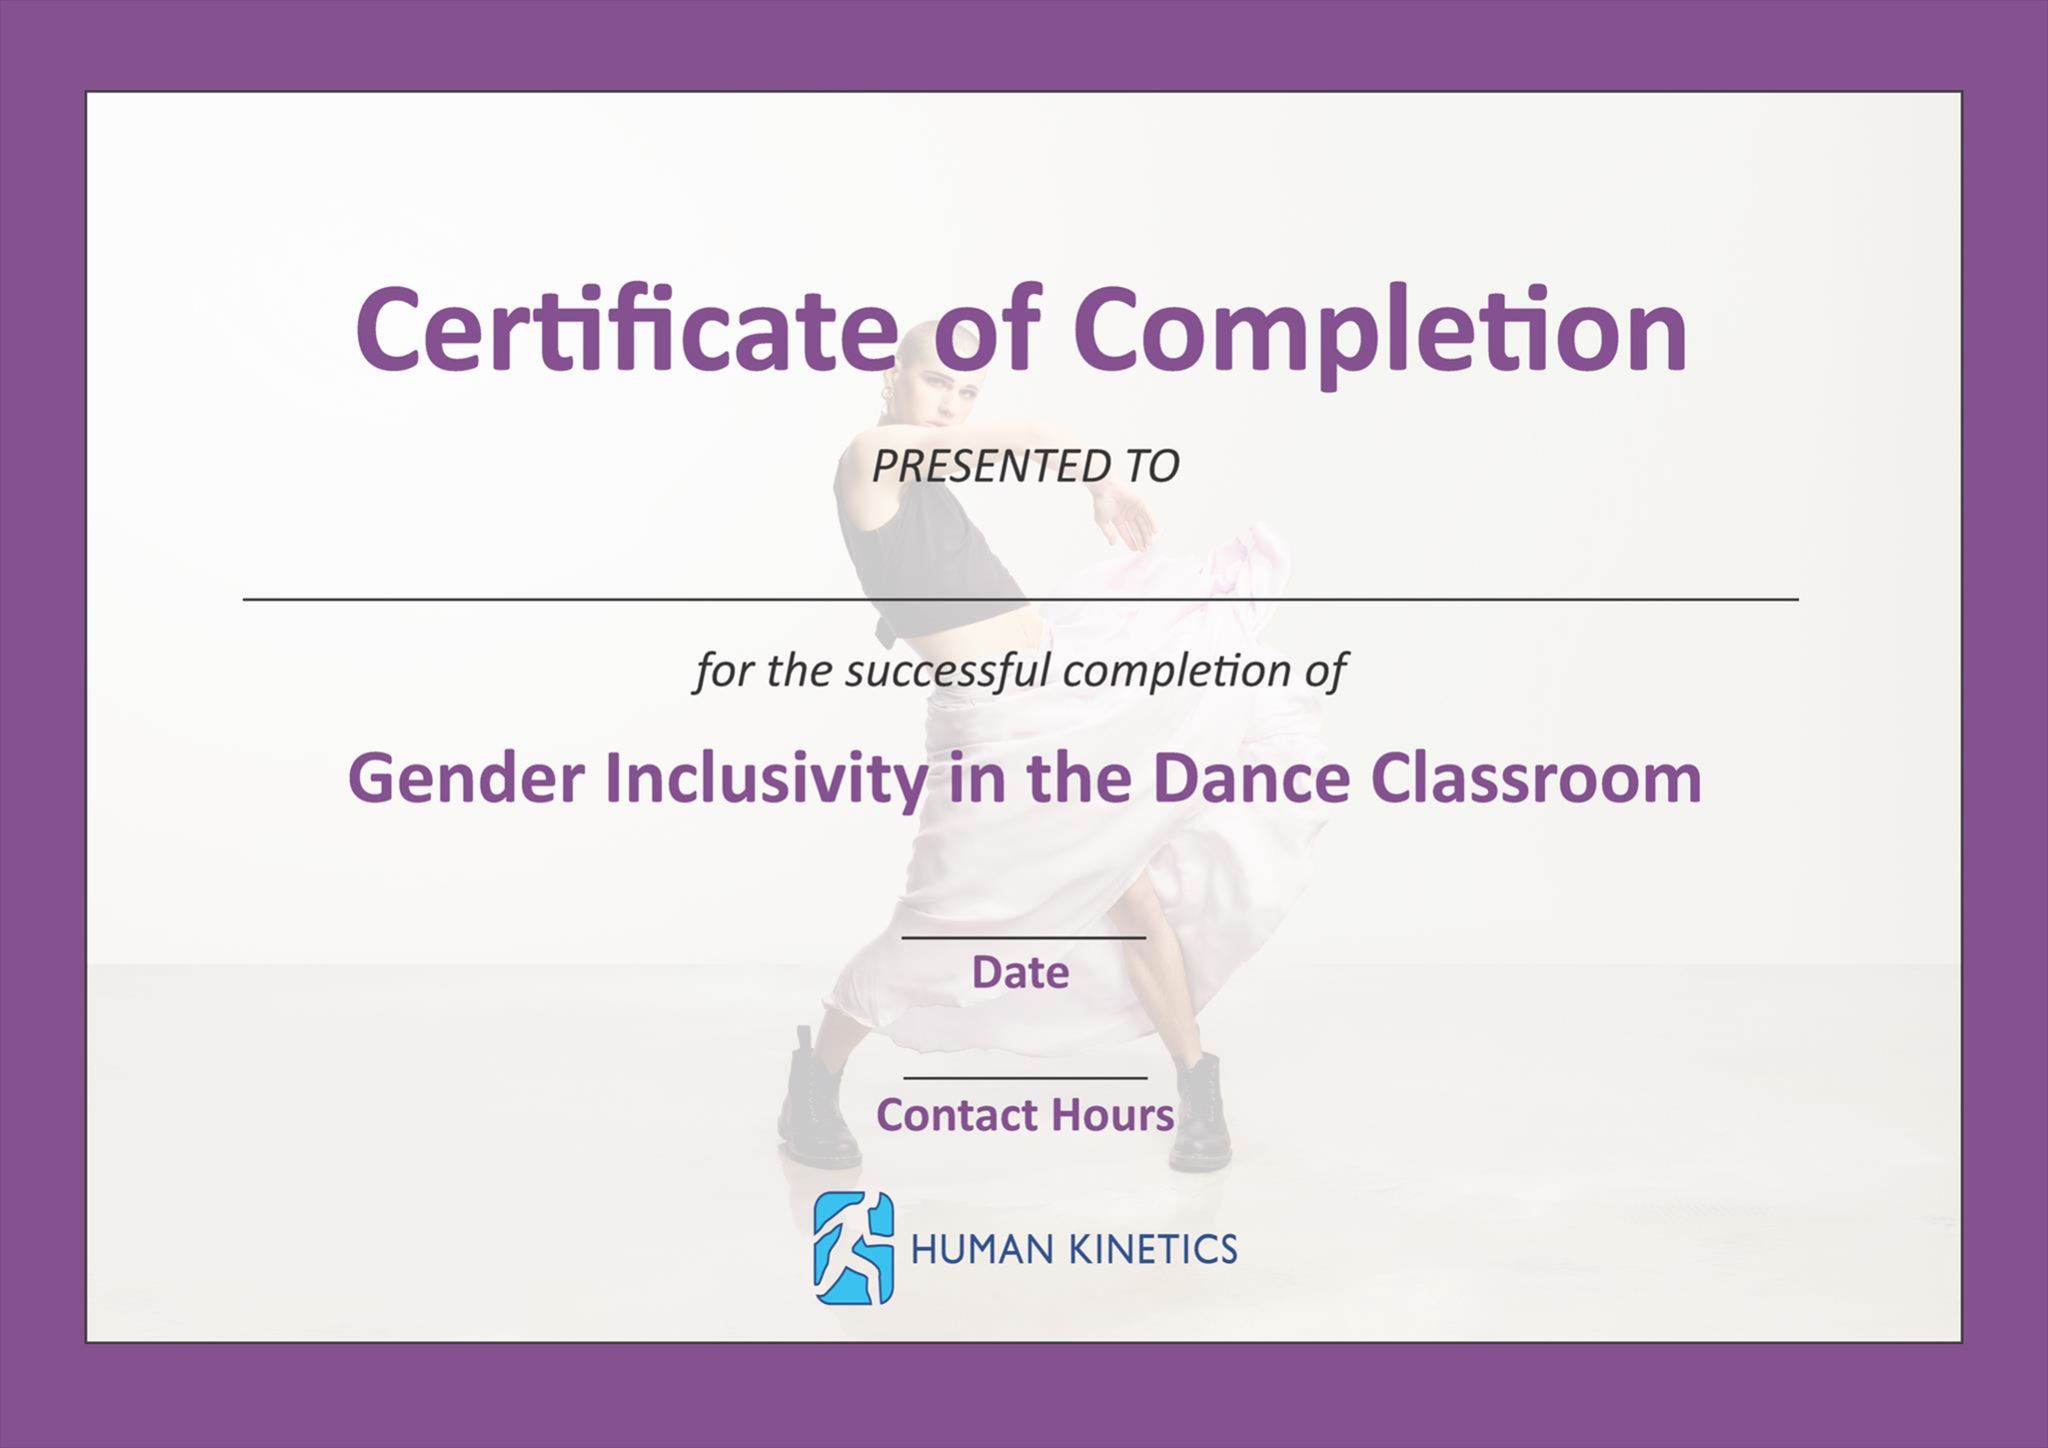 Certificate of Completion
PRESENTED TO
for the successful completion of
Gender Inclusivity in the Dance Classroom
Date
Contact Hours
HUMAN KINETICS